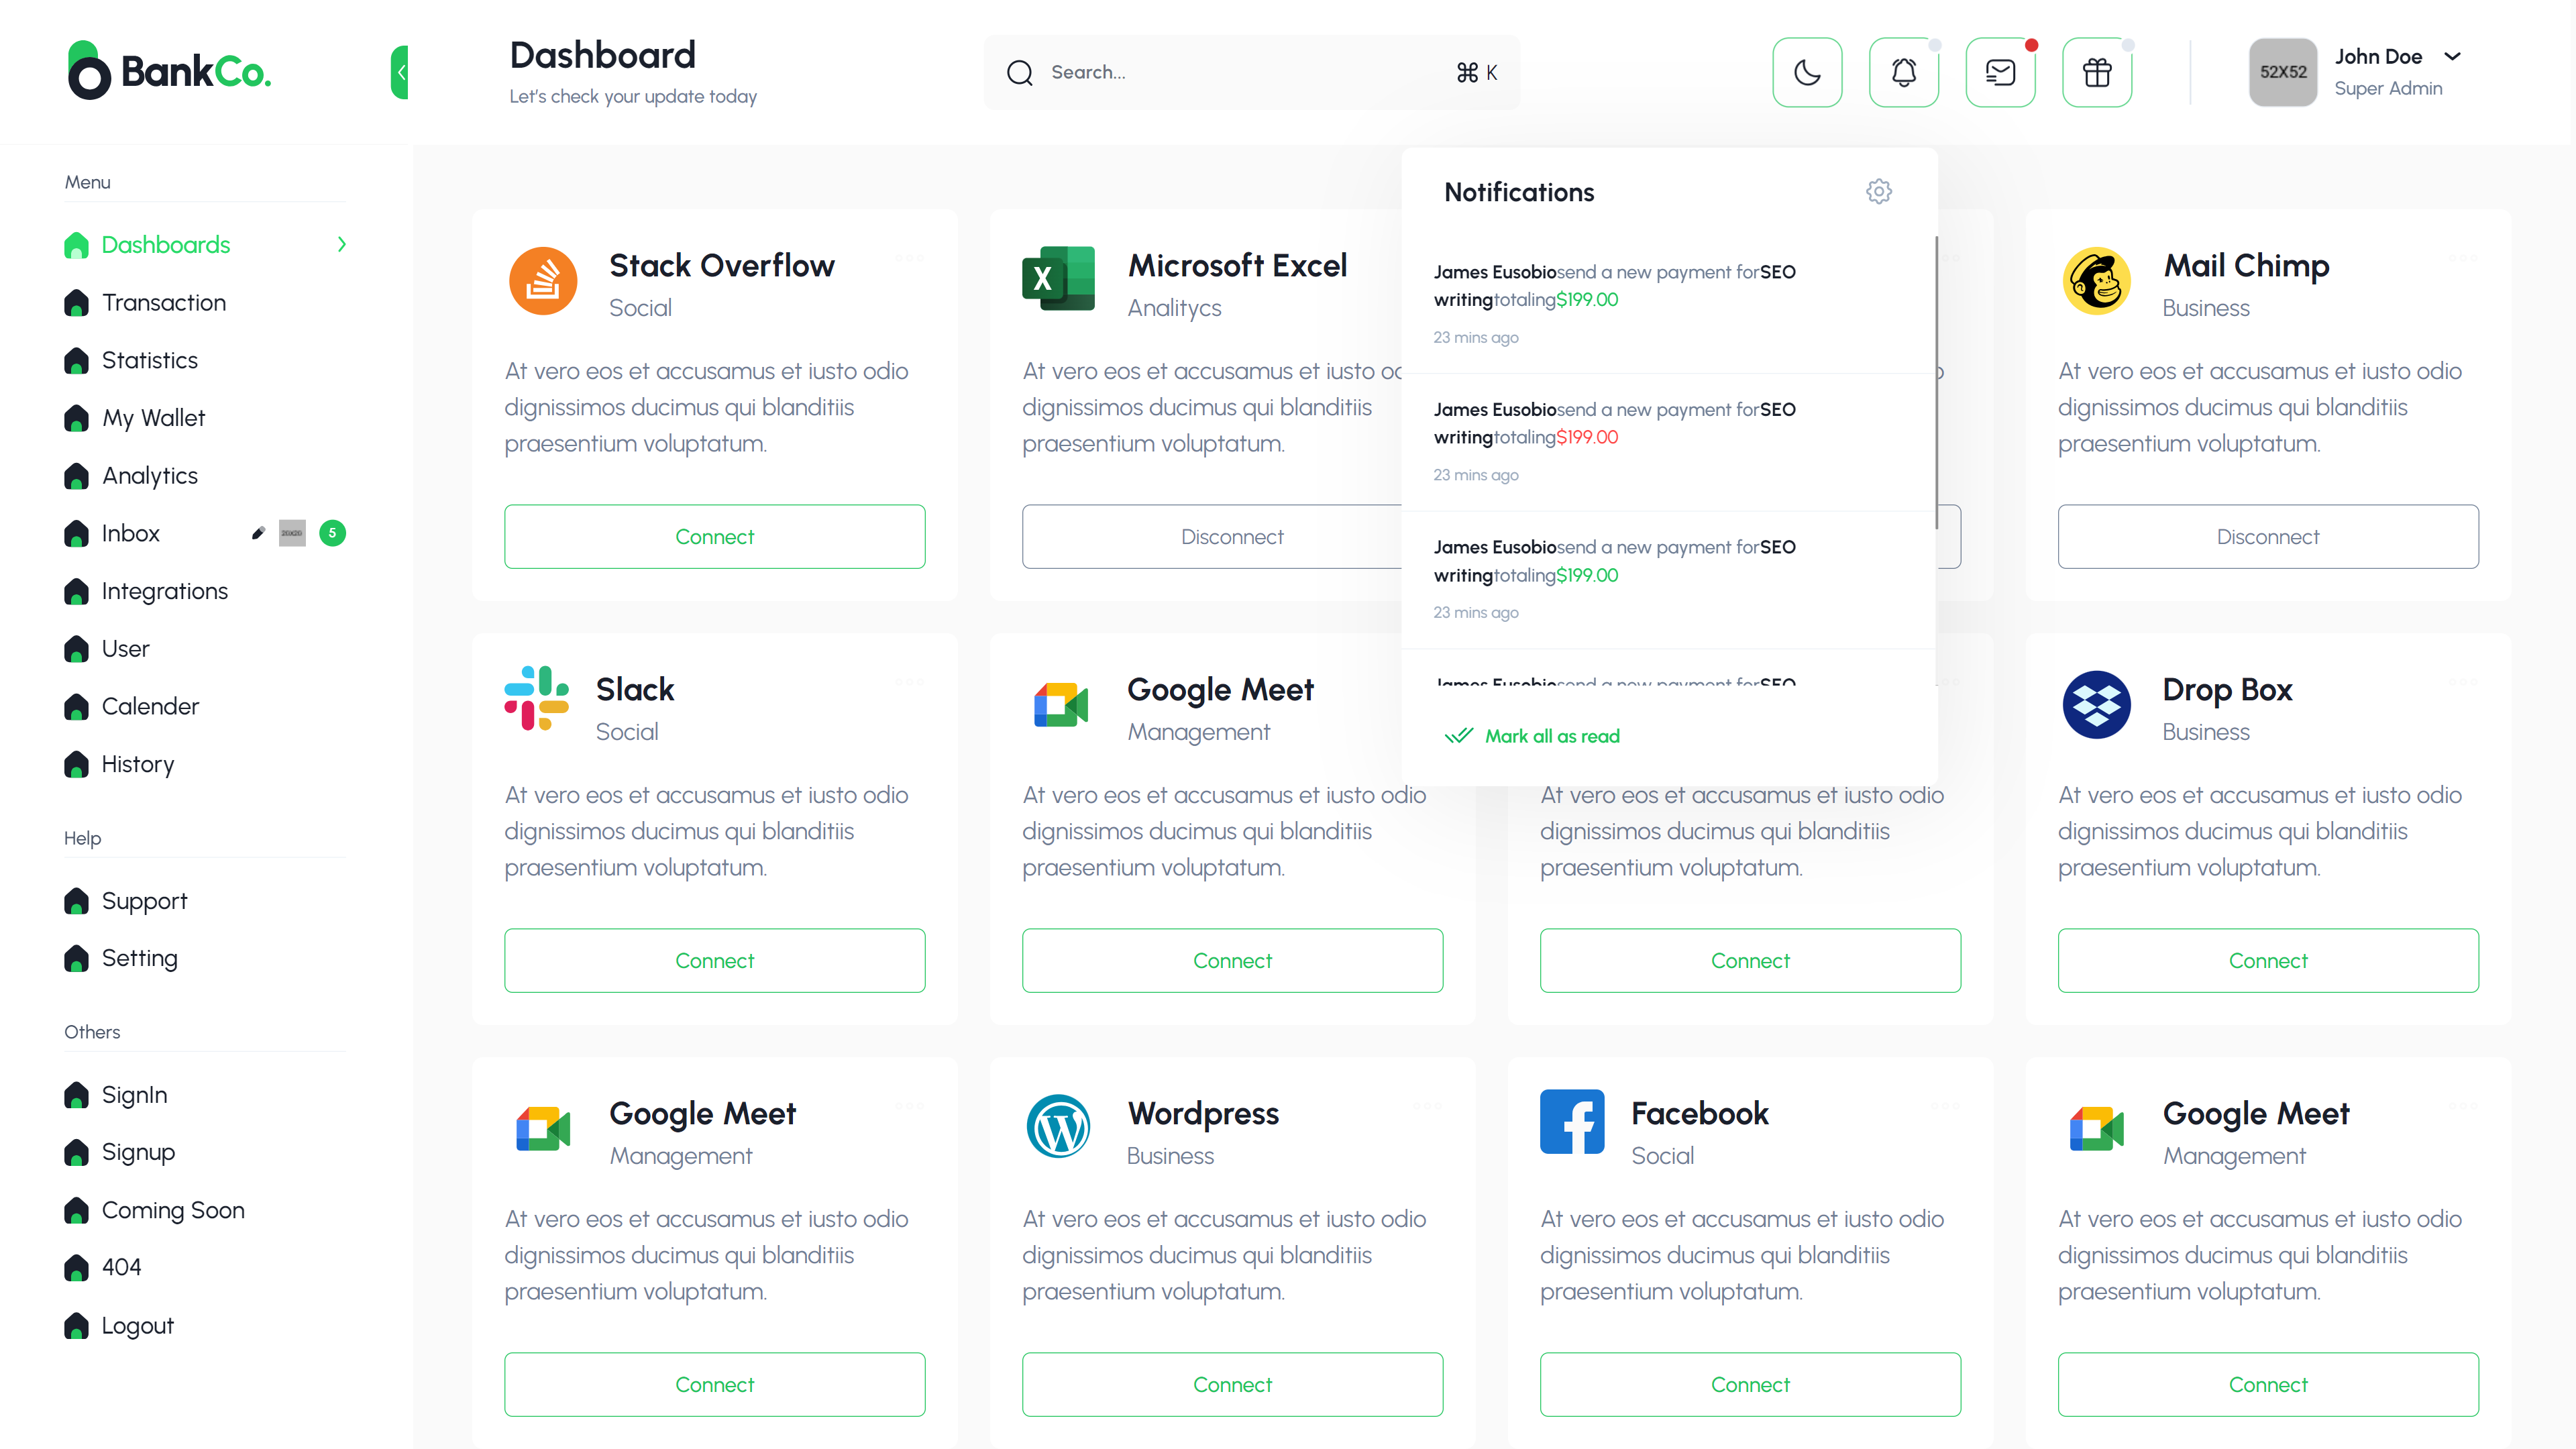 BankCo.
Dashboard
Let's check your update today
Search...
⌘ K
52X52
John Doe
Super Admin
Menu
Dashboards
Transaction
Statistics
My Wallet
Analytics
Inbox
5
Integrations
User
Calender
History
Help
Support
Setting
Others
SignIn
Signup
Coming Soon
404
Logout
Notifications
James Eusobiosend a new payment forSEO
writingtotaling$199.00
23 mins ago
James Eusobiosend a new payment forSEO
writingtotaling$199.00
23 mins ago
James Eusobiosend a new payment forSEO
writingtotaling$199.00
23 mins ago
James Eusobiosend a new payment forSEO
Mark all as read
Stack Overflow
Social
At vero eos et accusamus et iusto odio
dignissimos ducimus qui blanditiis
praesentium voluptatum.
Connect
Microsoft Excel
Analitycs
At vero eos et accusamus et iusto
dignissimos ducimus qui blanditiis
praesentium voluptatum.
Disconnect
Mail Chimp
Business
At vero eos et accusamus et iusto odio
dignissimos ducimus qui blanditiis
praesentium voluptatum.
Disconnect
Slack
Social
At vero eos et accusamus et iusto odio
dignissimos ducimus qui blanditiis
praesentium voluptatum.
Connect
Google Meet
Management
At vero eos et accusamus et iusto odio
dignissimos ducimus qui blanditiis
praesentium voluptatum.
Connect
At vero eos et accusamus et iusto odio
dignissimos ducimus qui blanditiis
praesentium voluptatum.
Connect
Drop Box
Business
At vero eos et accusamus et iusto odio
dignissimos ducimus qui blanditiis
praesentium voluptatum.
Connect
Google Meet
Management
At vero eos et accusamus et iusto odio
dignissimos ducimus qui blanditiis
praesentium voluptatum.
Connect
Wordpress
Business
At vero eos et accusamus et iusto odio
dignissimos ducimus qui blanditiis
praesentium voluptatum.
Connect
Facebook
Social
At vero eos et accusamus et iusto odio
dignissimos ducimus qui blanditiis
praesentium voluptatum.
Connect
Google Meet
Management
At vero eos et accusamus et iusto odio
dignissimos ducimus qui blanditiis
praesentium voluptatum.
Connect